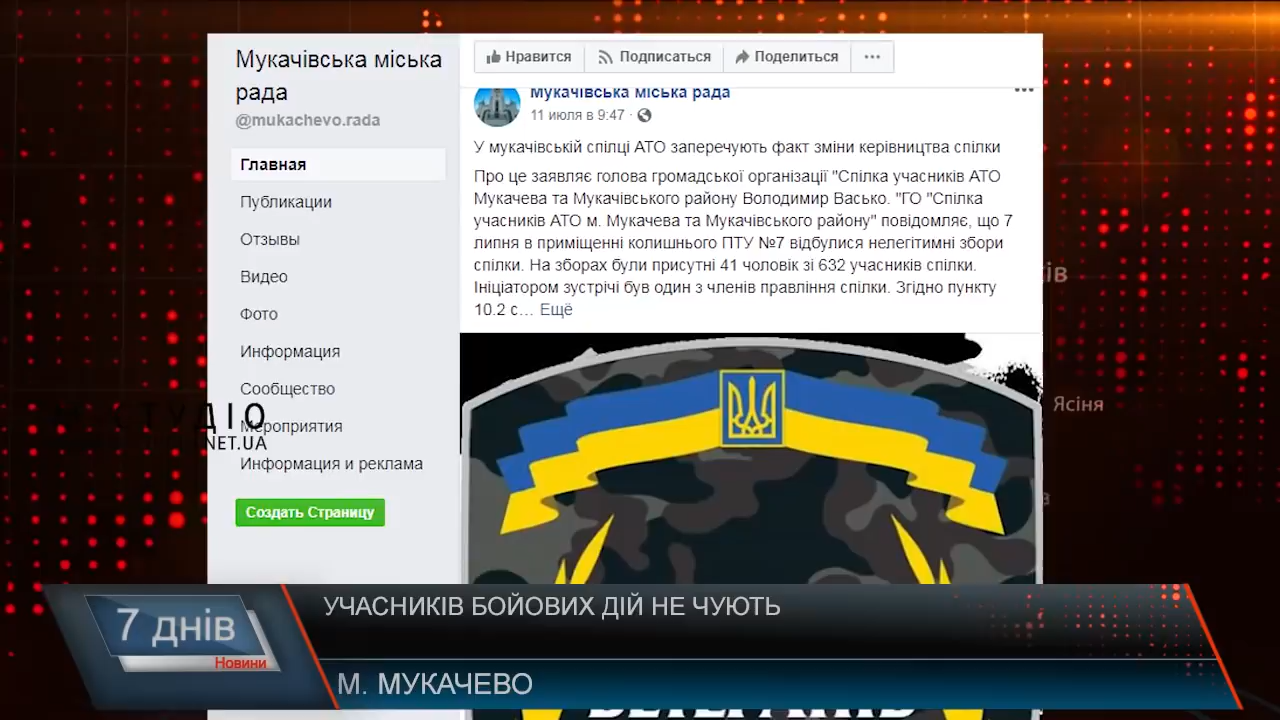 Мукачівська міська
рада
@mukachevo.rada
Главная
Публикации
Отзывы
Видео
Фото
Информация
Сообщество
Мероприятия
Информация и реклама
Создать Страницу
Нравится
Подписаться
Поделиться
Мукачівська міська рада
11 июля в 9:47 ·
У мукачівській спілці АТО заперечують факт зміни керівництва спілки
Про це заявляє голова громадської організації "Спілка учасників АТО
Мукачева та Мукачівського району Володимир Васько. "ГО "Спілка
учасників АТО м. Мукачева та Мукачівського району" повідомляє, що 7
липня в приміщенні колишнього ПТУ №7 відбулися нелегітимні збори
спілки. На зборах були присутні 41 чоловік зі 632 учасників спілки.
Ініціатором зустрічі був один з членів правління спілки. Згідно пункту
10.2 с... Ещё
Ясіня
СТУДІО
NET.UA
7 днів
Новини
УЧАСНИКІВ БОЙОВИХ ДІЙ НЕ ЧУЮТЬ
М. МУКАЧЕВО